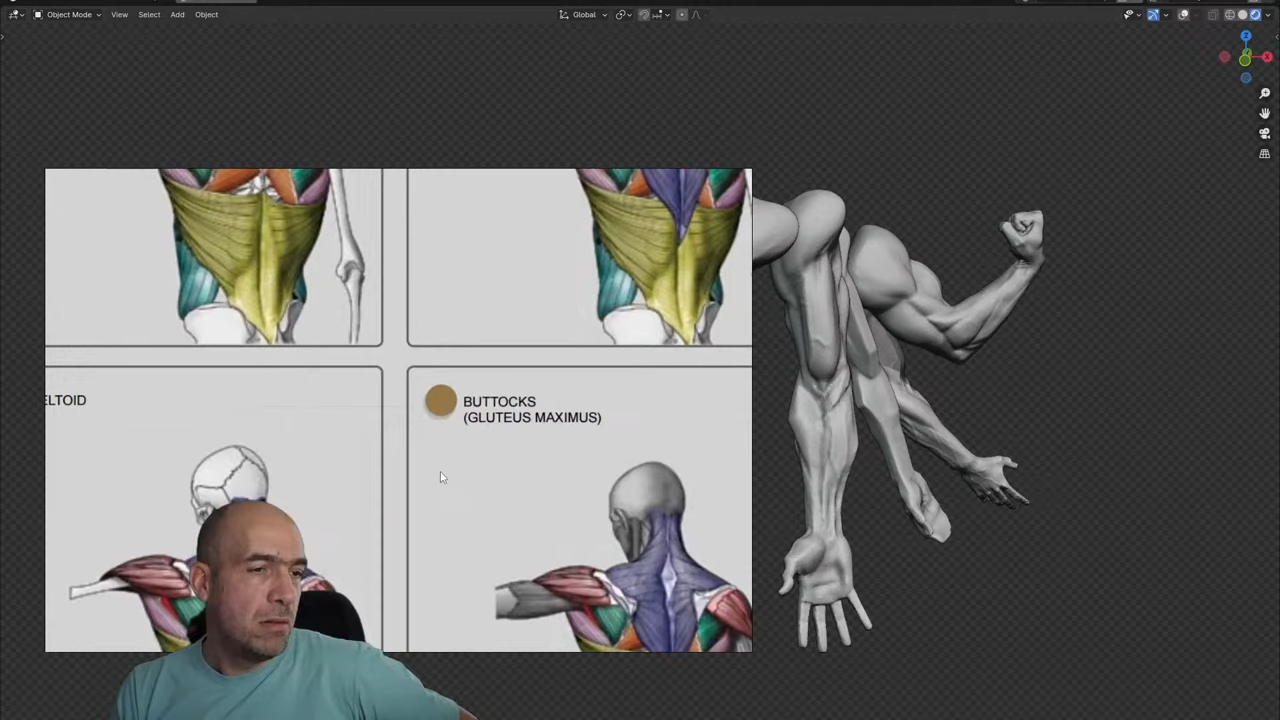 Object Mode View Select Add Object Global
Z
X
ELTOID
BUTTOCKS
(GLUTEUS MAXIMUS)